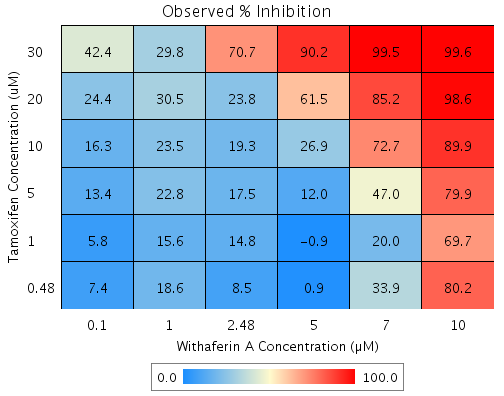 Observed % Inhibition
Tamoxifen Concentration (uM)
30 42.4 29.8 70.7 90.2 99.5 99.6
20 24.4 30.5 23.8 61.5 85.2 98.6
10 16.3 23.5 19.3 26.9 72.7 89.9
5 13.4 22.8 17.5 12.0 47.0 79.9
1 5.8 15.6 14.8 −0.9 20.0 69.7
0.48 7.4 18.6 8.5 0.9 33.9 80.2
0.1 1 2.48 5 7 10
Withaferin A Concentration (µM)
0.0 100.0